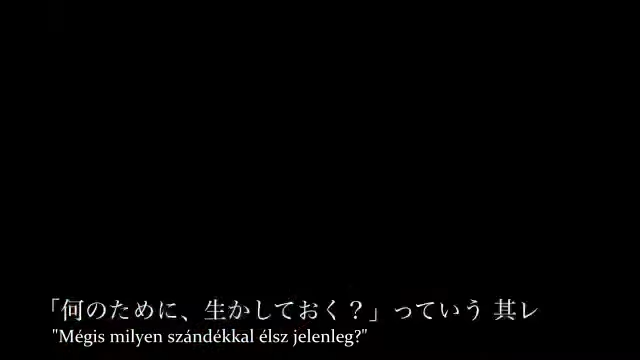 「何のために、生かしておく？」っていう 其レ
"Mégis milyen szándékkal élsz jelenleg?"